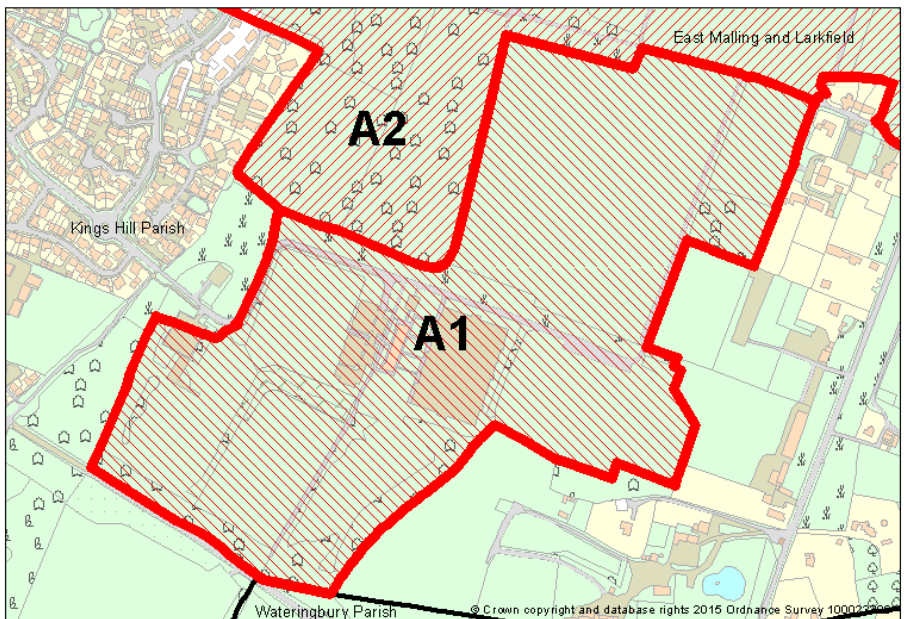 East Malling and Larkfield
A2
Kings Hill Parish
A1
Wateringbury Parish
© Crown copyright and database rights 2015 Ordnance Survey